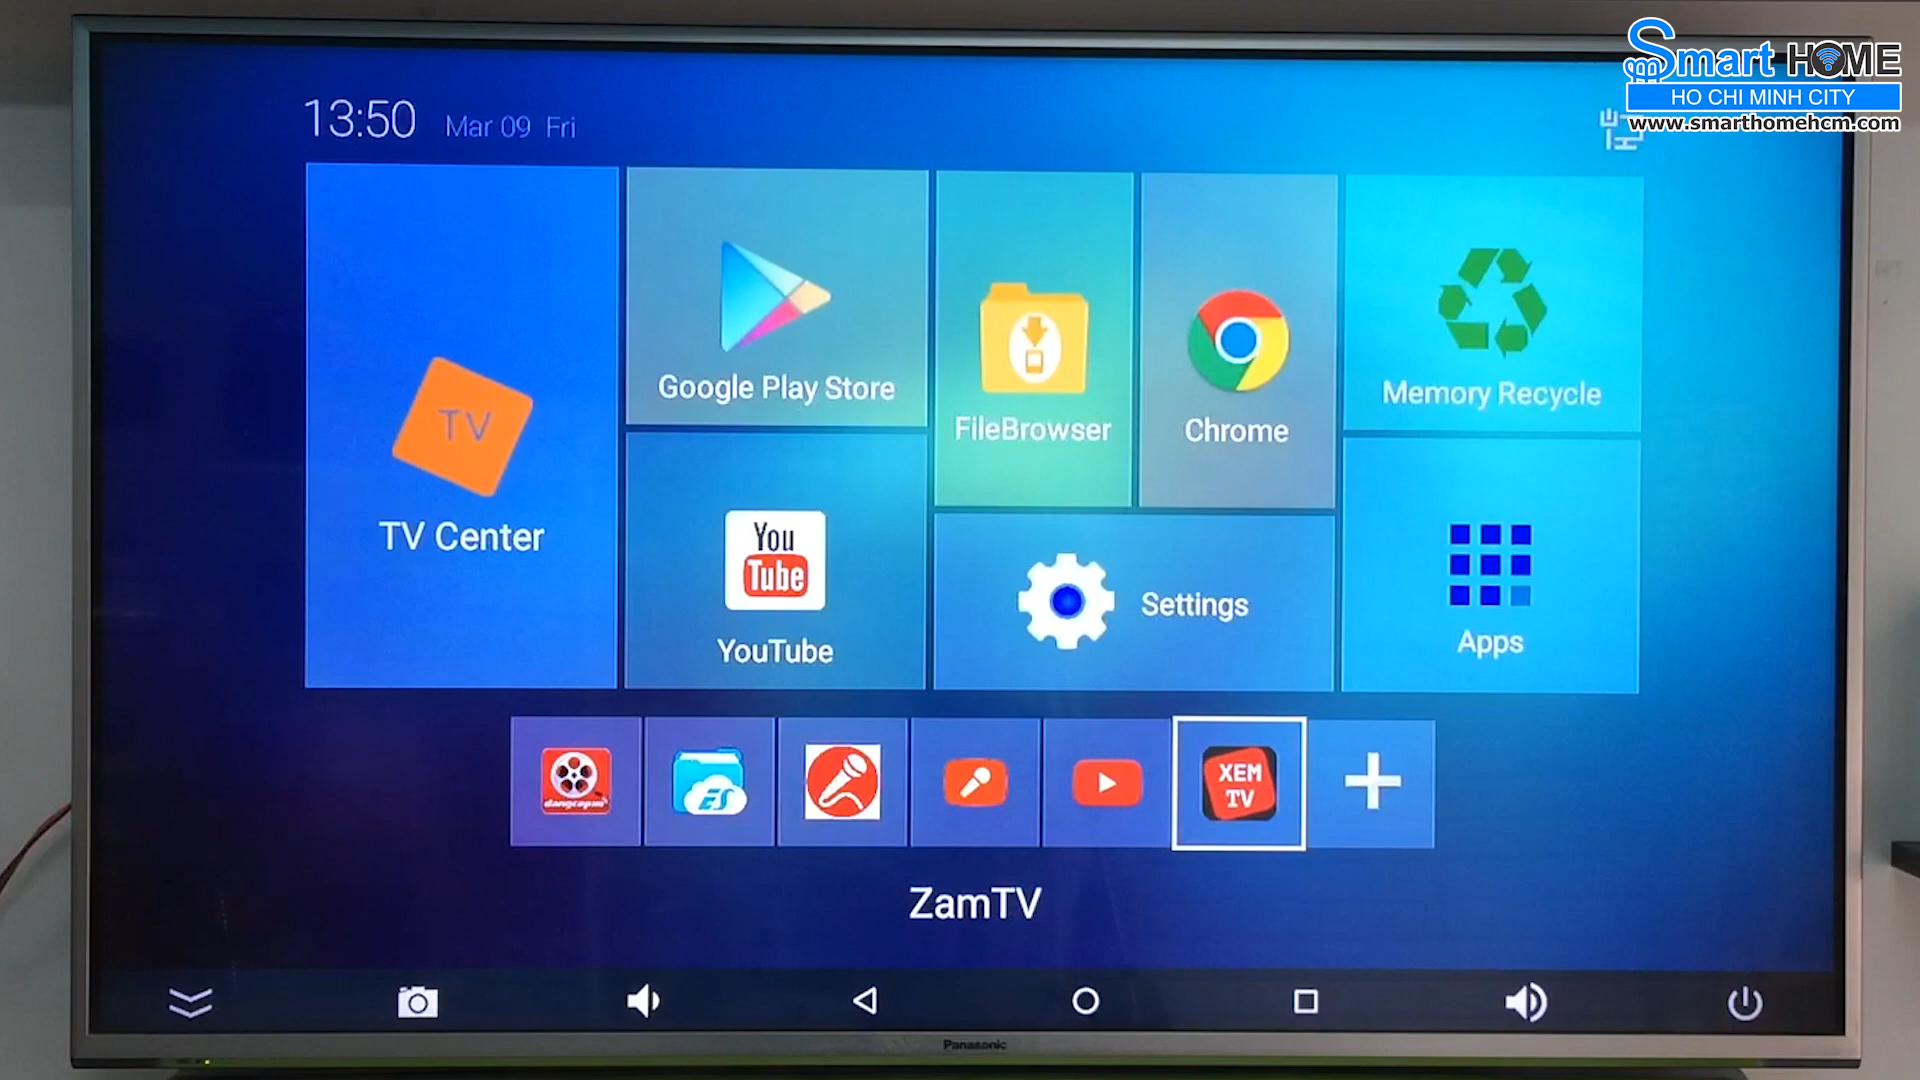 Smart HOME
HO CHI MINH CITY
www.smarthomehcm.com
13:50 Mar 09 Fri
TV
TV Center
Google Play Store
FileBrowser
Chrome
Memory Recycle
You
Tube
YouTube
Settings
Apps
dangcapmc
ES
XEM
TV
ZamTV
Panasonic